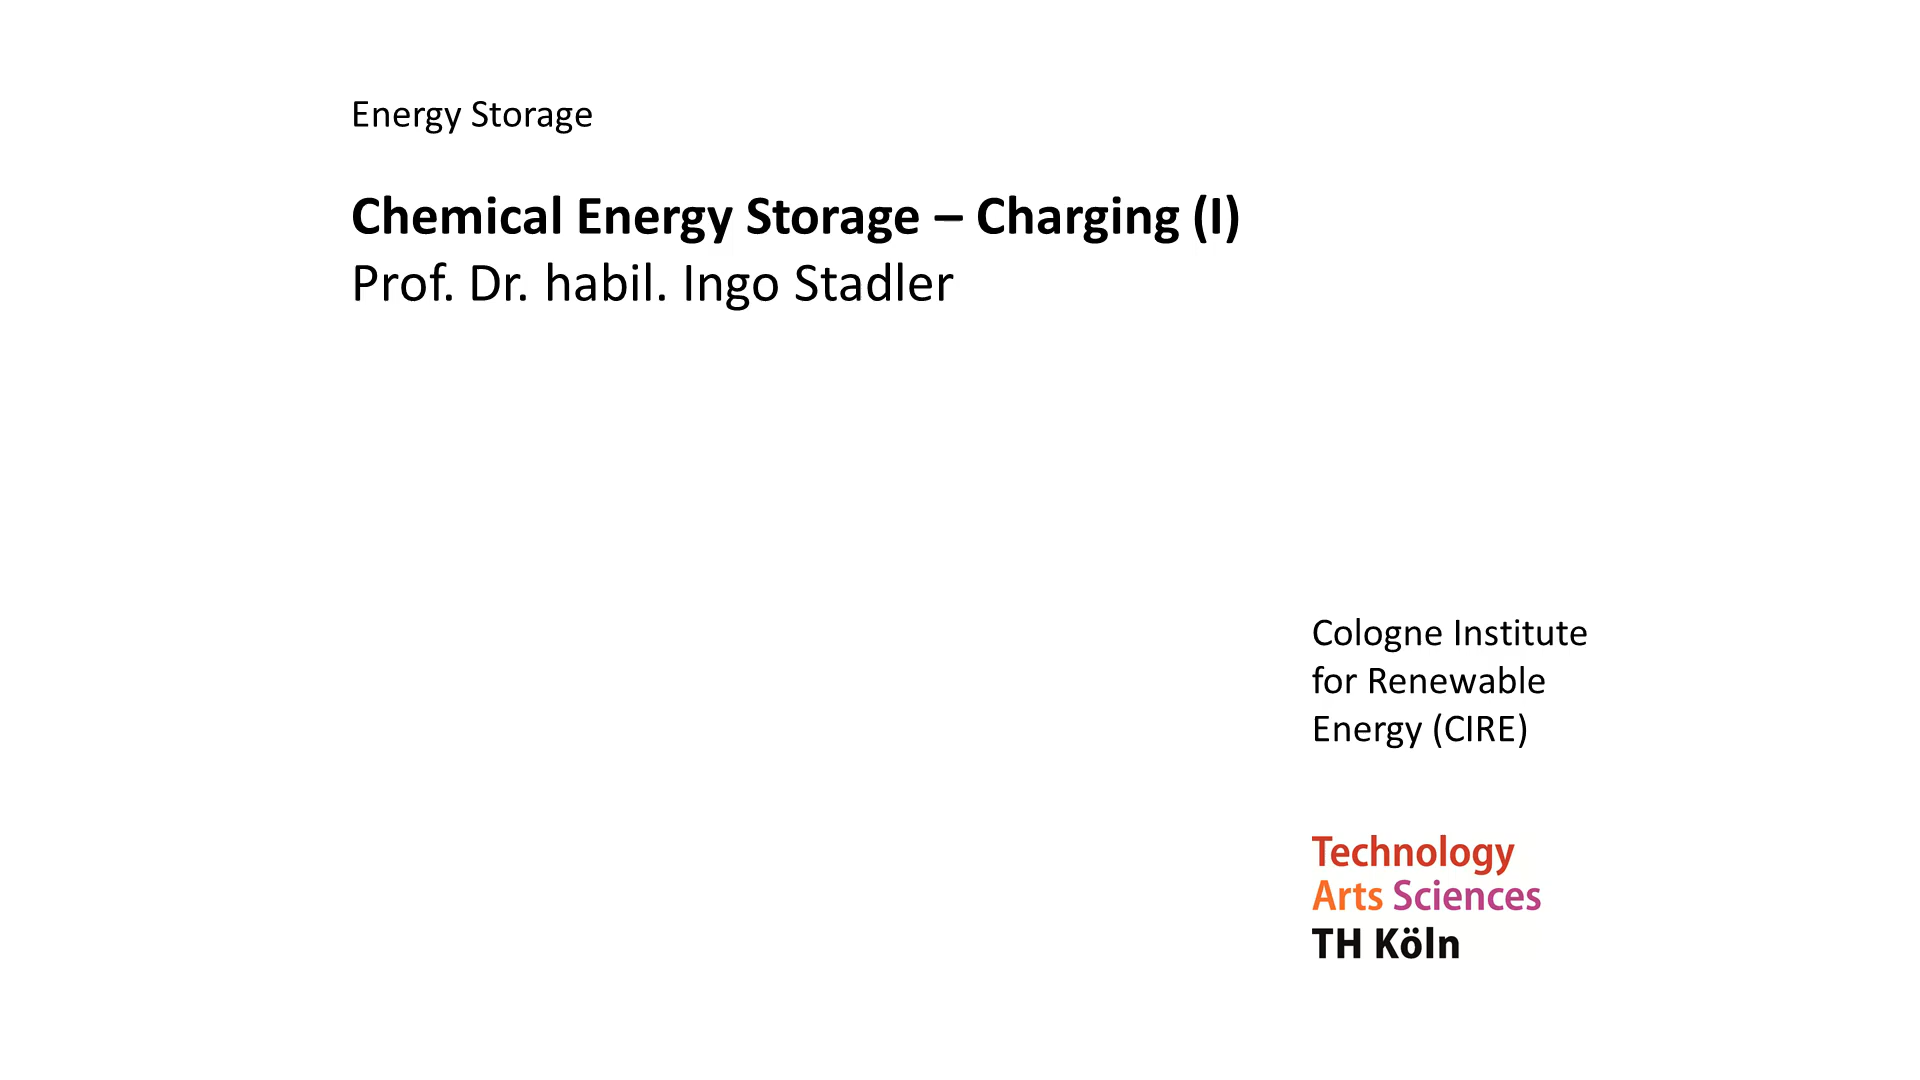 Energy Storage
Chemical Energy Storage – Charging (I)
Prof. Dr. habil. Ingo Stadler
Cologne Institute
for Renewable
Energy (CIRE)
Technology
Arts Sciences
TH Köln